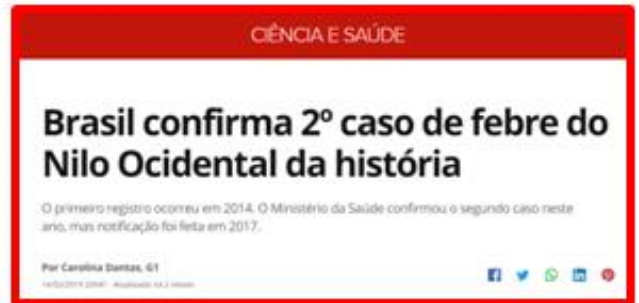 CIÊNCIA E SAÚDE
Brasil confirma 2º caso de febre do
Nilo Ocidental da história
O primeiro registro ocorreu em 2014. O Ministério da Saúde confirmou o segundo caso neste
ano, mas notificação foi feita em 2017.
Por Carolina Dantas, G1